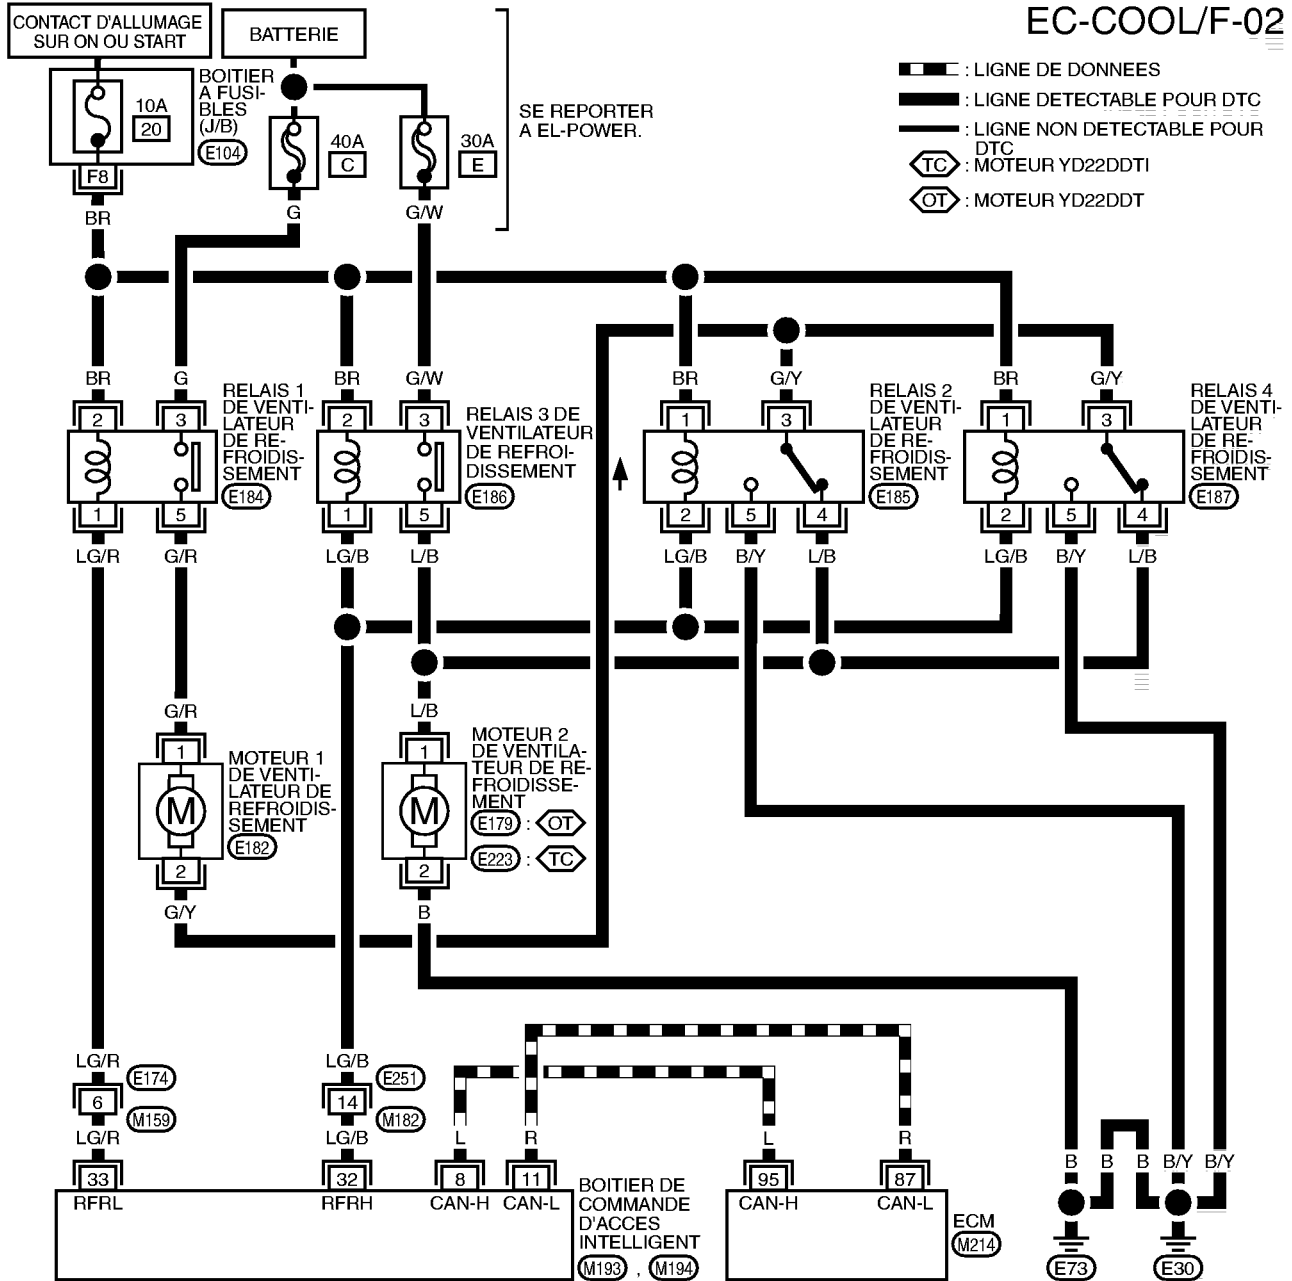 EC-COOL/F-02
CONTACT D'ALLUMAGE
SUR ON OU START
BATTERIE
: LIGNE DE DONNEES
: LIGNE DETECTABLE POUR DTC
: LIGNE NON DETECTABLE POUR
DTC
TC : MOTEUR YD22DDTI
OT : MOTEUR YD22DDT
BOITIER
A FUSI-
BLES
(J/B)
E104
10A
20
F8
40A
C
30A
E
SE REPORTER
A EL-POWER.
BR
G
G/W
BR
G
BR
G/W
BR
G/Y
BR
G/Y
2
3
2
3
1
3
1
3
RELAIS 1
DE VENTI-
LATEUR
DE RE-
FROIDIS-
SEMENT
E184
RELAIS 3 DE
VENTILATEUR
DE REFROI-
DISSEMENT
E186
RELAIS 2
DE VENTI-
LATEUR
DE RE-
FROIDIS-
SEMENT
E185
RELAIS 4
DE VENTI-
LATEUR
DE RE-
FROIDIS-
SEMENT
E187
1
5
1
5
2
5
4
2
5
4
LG/R
G/R
LG/B
L/B
LG/B
B/Y
L/B
LG/B
B/Y
L/B
G/R
L/B
1
1
M
M
MOTEUR 1
DE VENTI-
LATEUR DE
REFROIDIS-
SEMENT
E182
MOTEUR 2
DE VENTILA-
TEUR DE RE-
FROIDISSE-
MENT
E179 : OT
E223 : TC
2
2
G/Y
B
LG/R
E174
6
M159
LG/R
LG/B
E251
14
M182
LG/B
L
R
L
R
B
B
B
B/Y
B/Y
33
32
8
11
95
87
RFRL
RFRH
CAN-H
CAN-L
CAN-H
CAN-L
BOITIER DE
COMMANDE
D'ACCES
INTELLIGENT
M193 , M194
ECM
M214
E73
E30